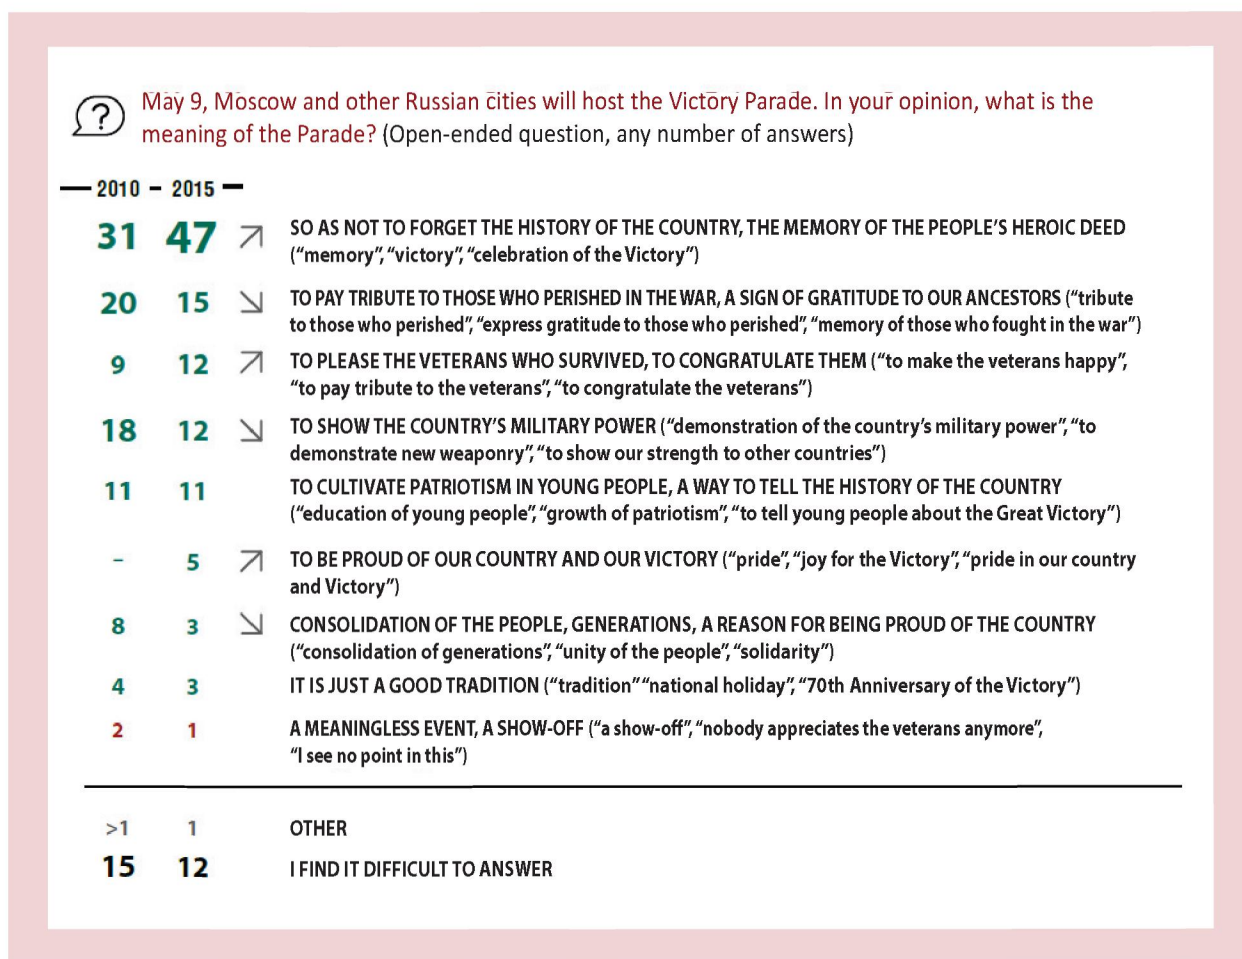 ?
May 9, Moscow and other Russian cities will host the Victory Parade. In your opinion, what is the
meaning of the Parade? (Open-ended question, any number of answers)
2010 – 2015
31 47 SO AS NOT TO FORGET THE HISTORY OF THE COUNTRY, THE MEMORY OF THE PEOPLE'S HEROIC DEED
("memory", "victory", "celebration of the Victory")
20 15 TO PAY TRIBUTE TO THOSE WHO PERISHED IN THE WAR, A SIGN OF GRATITUDE TO OUR ANCESTORS ("tribute
to those who perished", "express gratitude to those who perished", "memory of those who fought in the war")
9 12 TO PLEASE THE VETERANS WHO SURVIVED, TO CONGRATULATE THEM ("to make the veterans happy",
"to pay tribute to the veterans", "to congratulate the veterans")
18 12 TO SHOW THE COUNTRY'S MILITARY POWER ("demonstration of the country's military power", "to
demonstrate new weaponry", "to show our strength to other countries")
11 11 TO CULTIVATE PATRIOTISM IN YOUNG PEOPLE, A WAY TO TELL THE HISTORY OF THE COUNTRY
("education of young people", "growth of patriotism", "to tell young people about the Great Victory")
– 5 TO BE PROUD OF OUR COUNTRY AND OUR VICTORY ("pride", "joy for the Victory", "pride in our country
and Victory")
8 3 CONSOLIDATION OF THE PEOPLE, GENERATIONS, A REASON FOR BEING PROUD OF THE COUNTRY
("consolidation of generations", "unity of the people", "solidarity")
4 3 IT IS JUST A GOOD TRADITION ("tradition" "national holiday", "70th Anniversary of the Victory")
2 1 A MEANINGLESS EVENT, A SHOW-OFF ("a show-off", "nobody appreciates the veterans anymore",
"I see no point in this")
>1 1 OTHER
15 12 I FIND IT DIFFICULT TO ANSWER